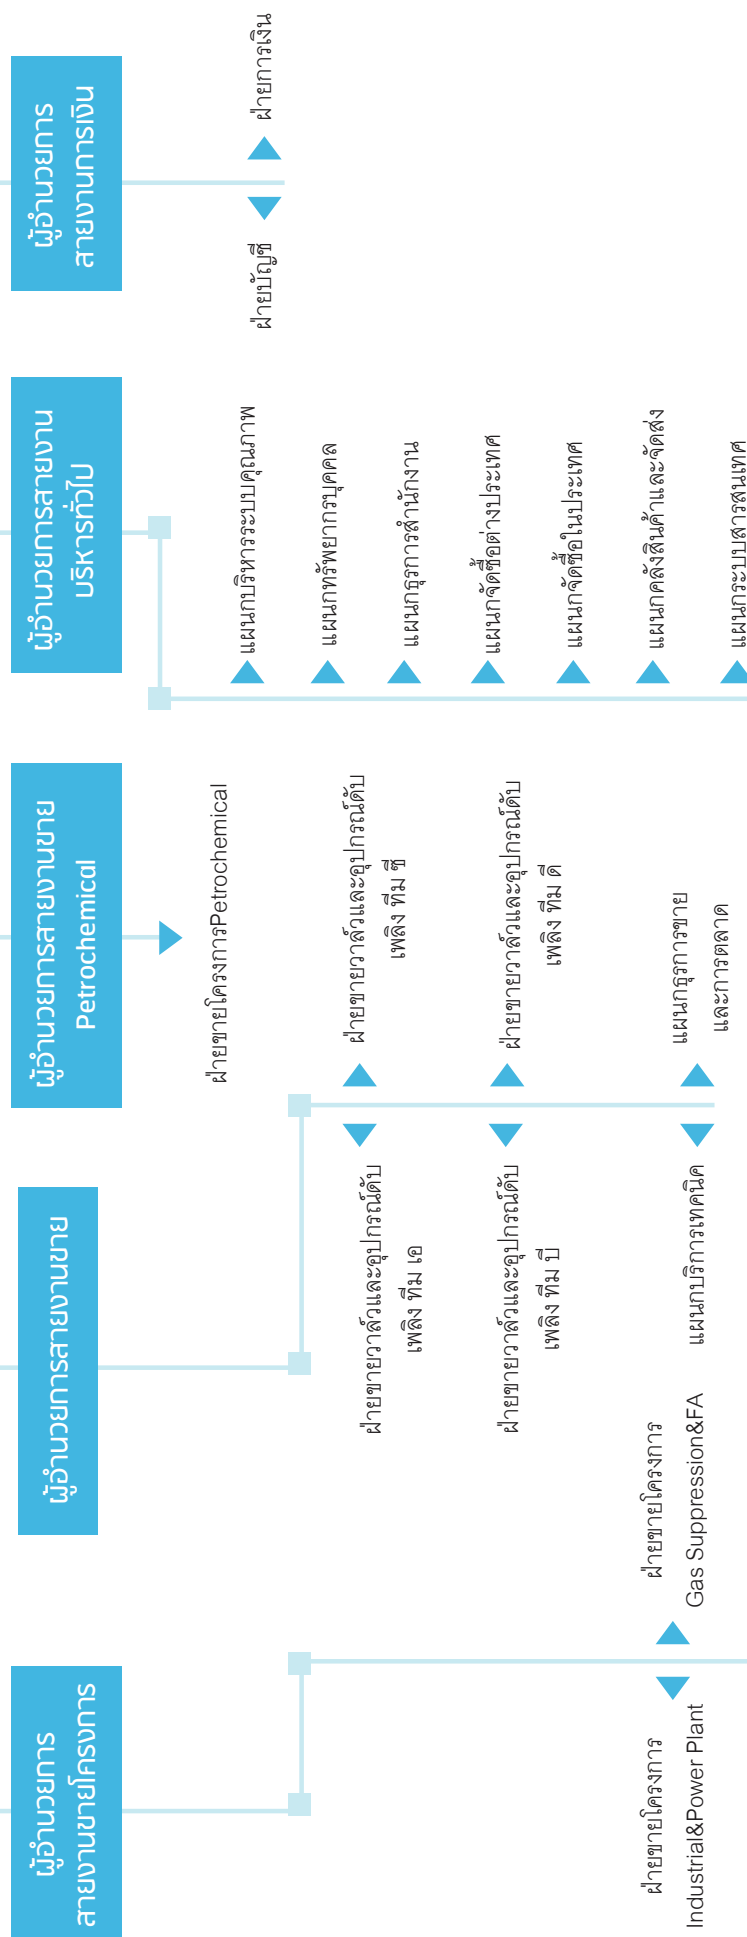 ผู้อำนวยการ
สายงานขายโครงการ
ผู้อำนวยการสายงานขาย
ผู้อำนวยการสายงานขาย
Petrochemical
ผู้อำนวยการสายงาน
บริหารทั่วไป
ผู้อำนวยการ
สายงานการเงิน
ฝ่ายขายโครงการ
Industrial&Power Plant
ฝ่ายขายโครงการ
Gas Suppression&FA
ฝ่ายขายวาล์วและอุปกรณ์ดับ
เพลิง ทีม เอ
ฝ่ายขายวาล์วและอุปกรณ์ดับ
เพลิง ทีม ซี
ฝ่ายขายวาล์วและอุปกรณ์ดับ
เพลิง ทีม บี
ฝ่ายขายวาล์วและอุปกรณ์ดับ
เพลิง ทีม ดี
แผนกบริการเทคนิค
แผนกธุรการขาย
และการตลาด
ฝ่ายขายโครงการPetrochemical
แผนกบริหารระบบคุณภาพ
แผนกทรัพยากรบุคคล
แผนกธุรการสำนักงาน
แผนกจัดซื้อต่างประเทศ
แผนกจัดซื้อในประเทศ
แผนกคลังสินค้าและจัดส่ง
แผนกระบบสารสนเทศ
ฝ่ายบัญชี
ฝ่ายการเงิน